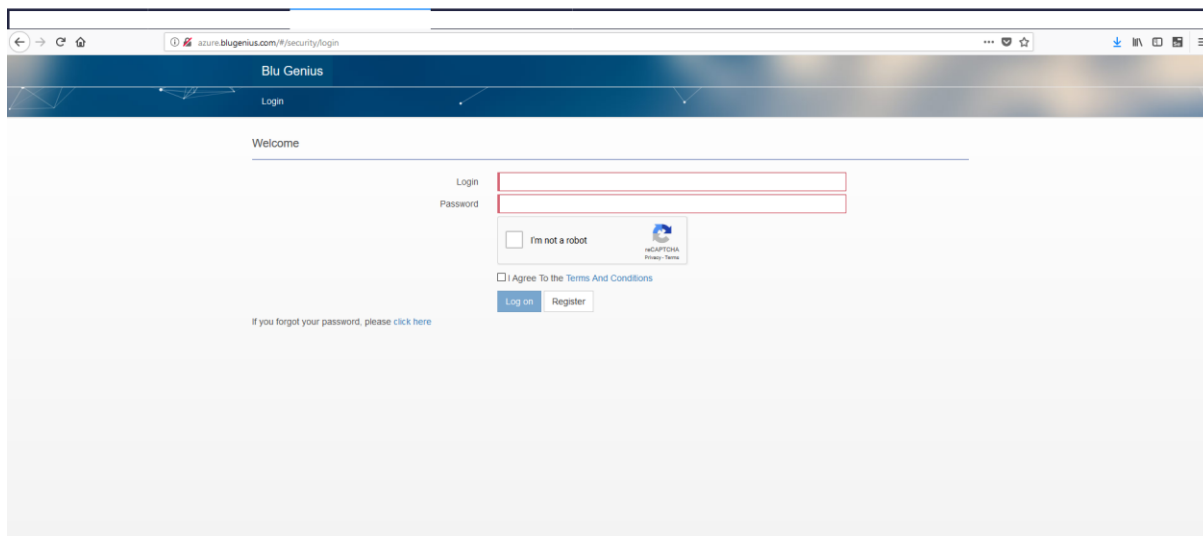 azure.blugenius.com/#/security/login
Blu Genius
Login
Welcome
Login
Password
I'm not a robot
reCAPTCHA
Privacy - Terms
I Agree To the Terms And Conditions
Log on Register
If you forgot your password, please click here